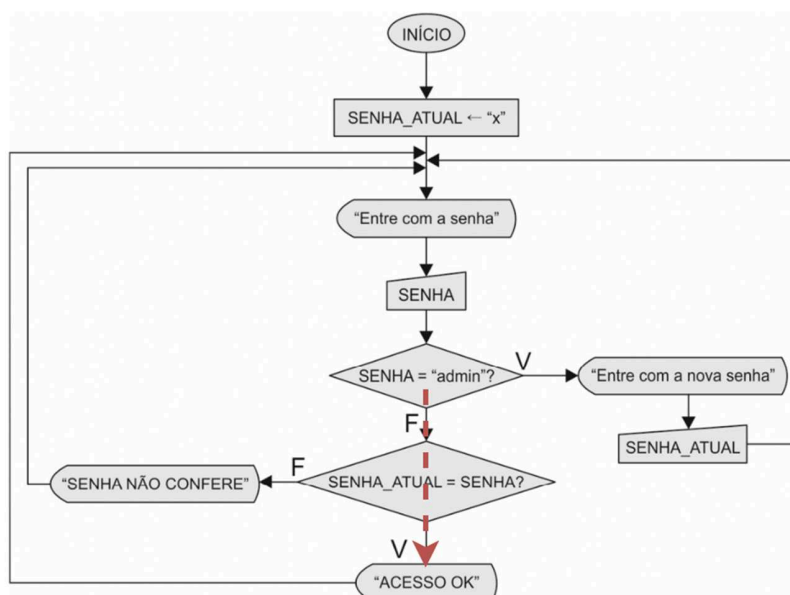 INÍCIO
SENHA_ATUAL ← “x”
“Entre com a senha”
SENHA
SENHA = “admin”?
V
“Entre com a nova senha”
F
SENHA_ATUAL
SENHA_ATUAL = SENHA?
F
“SENHA NÃO CONFERE”
V
“ACESSO OK”